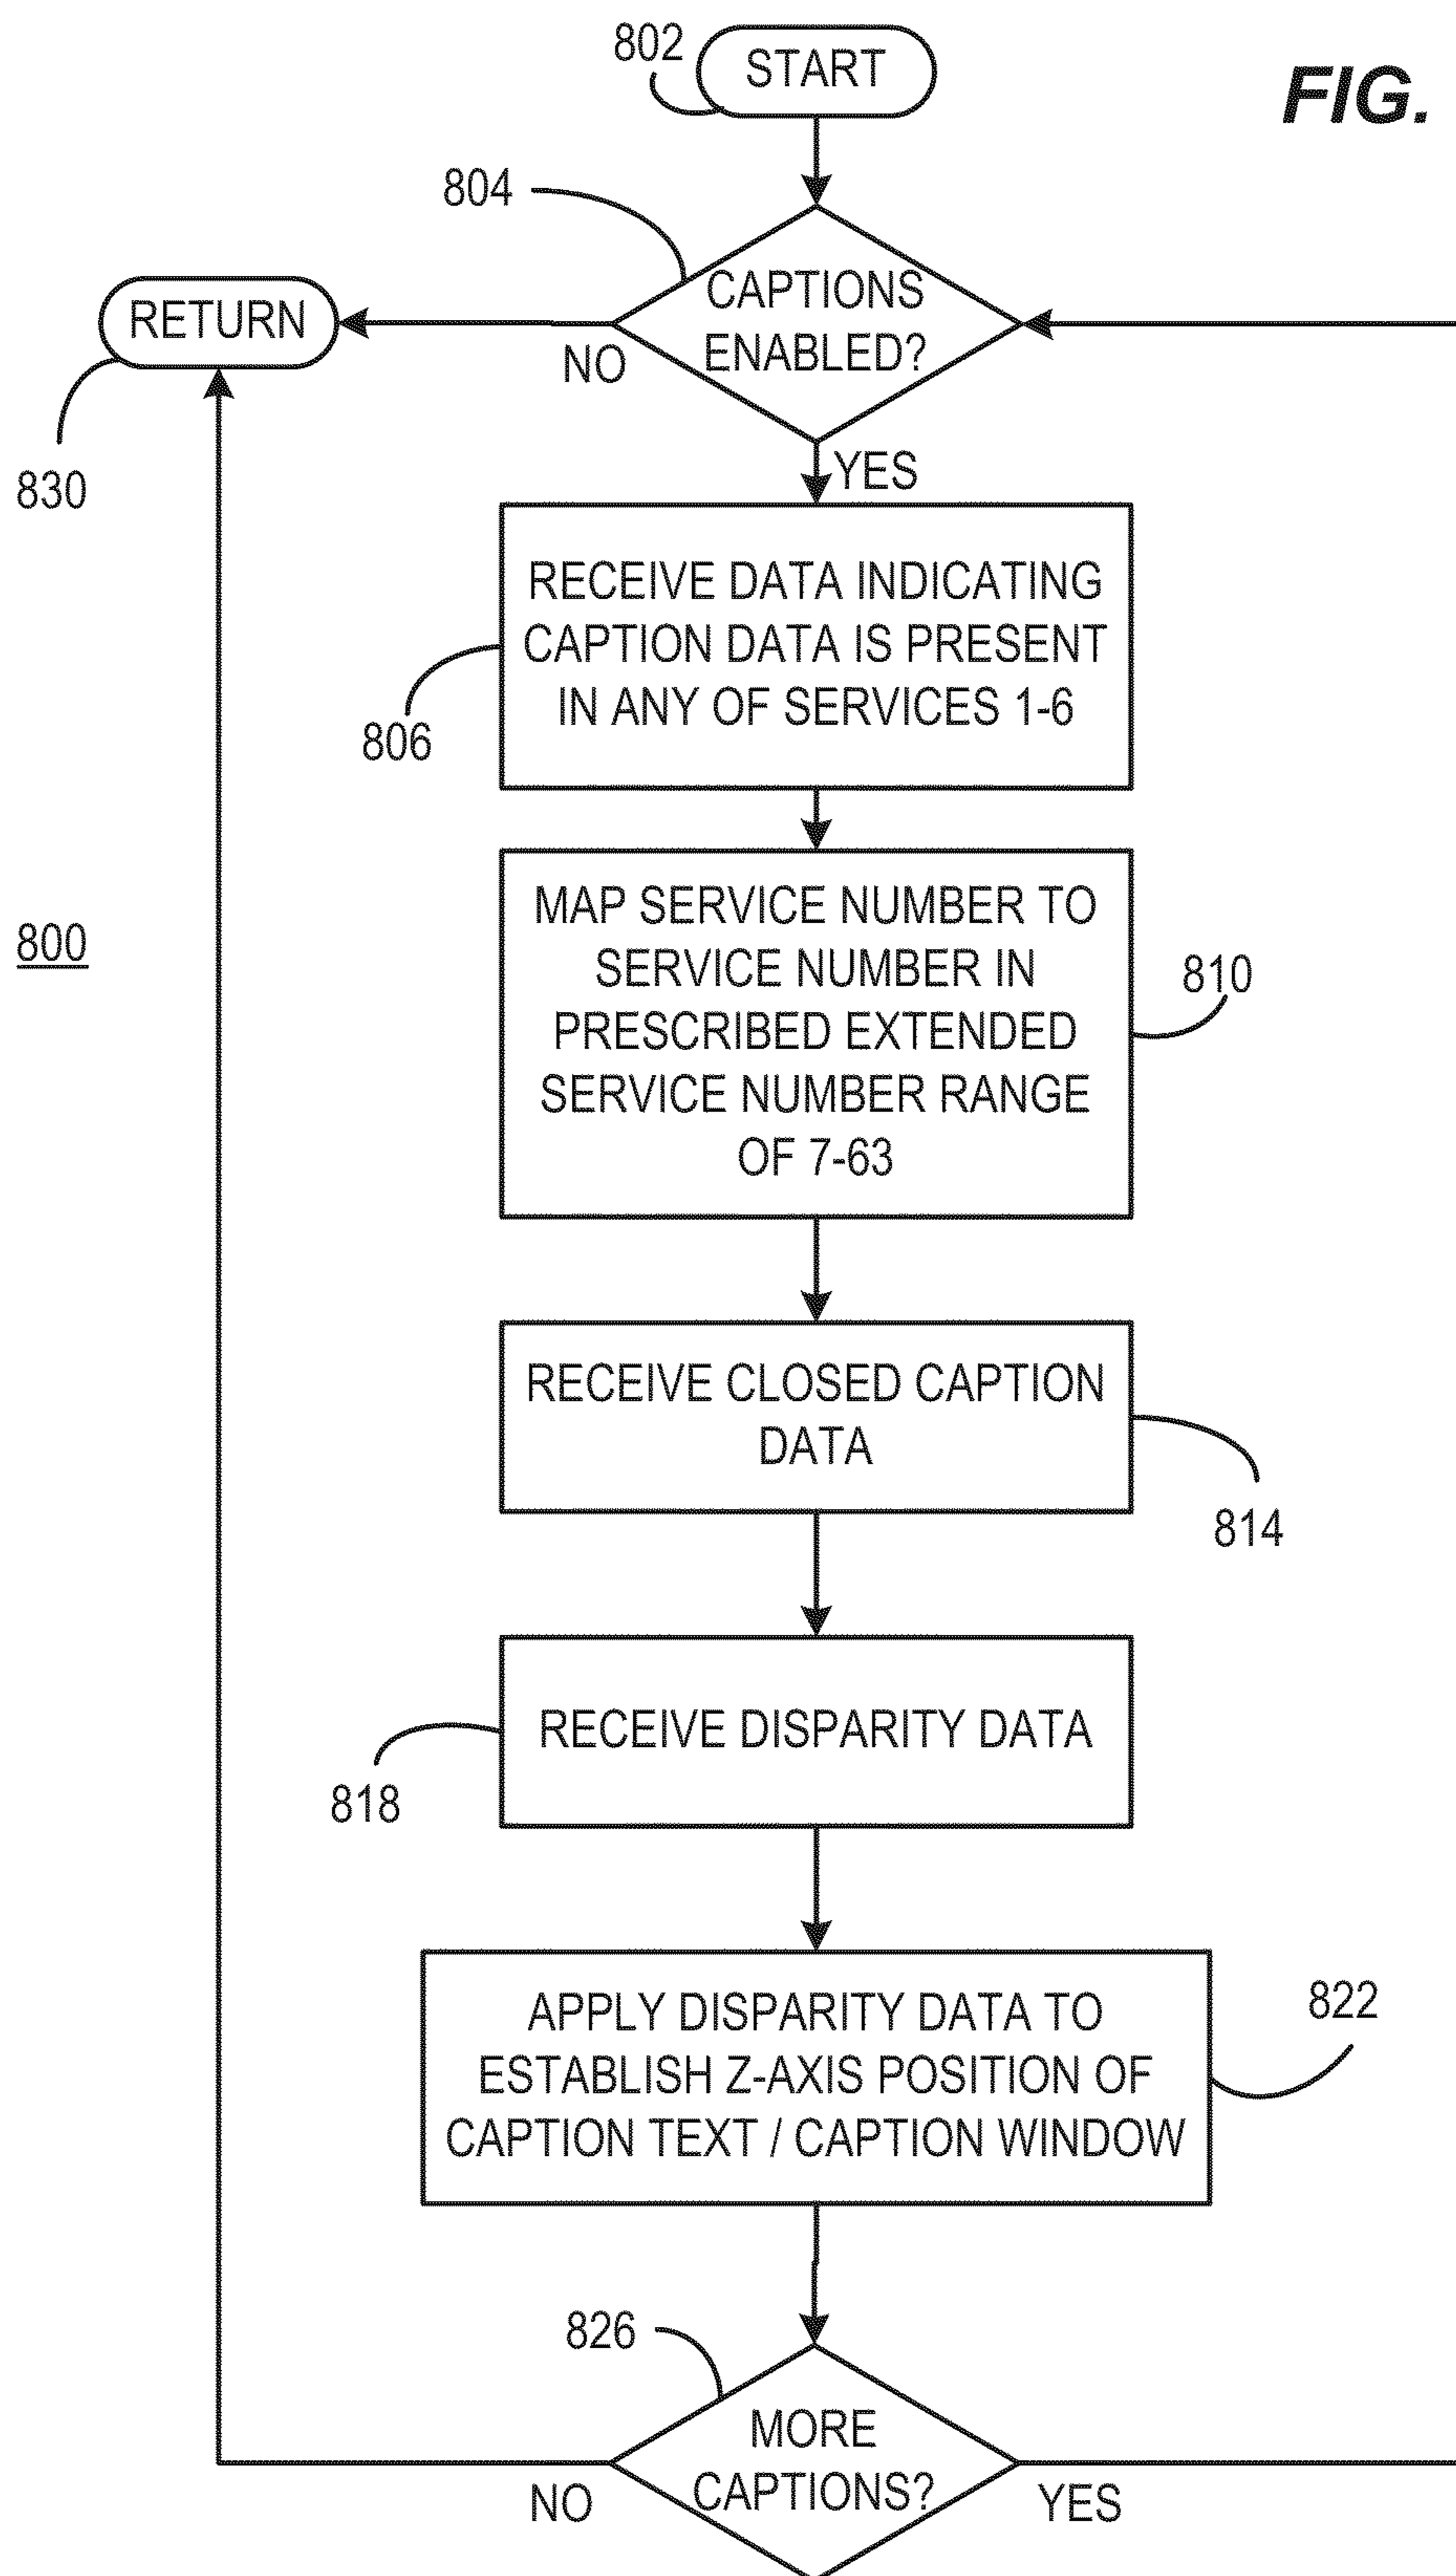 802
START
FIG.
804
CAPTIONS
ENABLED?
RETURN
NO
830
YES
RECEIVE DATA INDICATING
CAPTION DATA IS PRESENT
IN ANY OF SERVICES 1-6
806
MAP SERVICE NUMBER TO
SERVICE NUMBER IN
PRESCRIBED EXTENDED
SERVICE NUMBER RANGE
OF 7-63
800
810
RECEIVE CLOSED CAPTION
DATA
814
RECEIVE DISPARITY DATA
818
APPLY DISPARITY DATA TO
ESTABLISH Z-AXIS POSITION OF
CAPTION TEXT / CAPTION WINDOW
822
826
MORE
CAPTIONS?
NO
YES